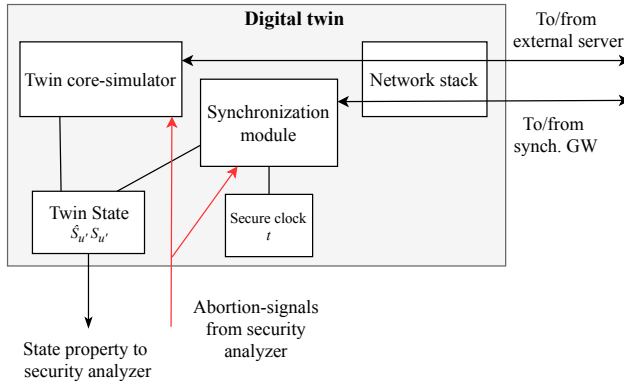 Digital twin
To/from
external server
Twin core-simulator
Network stack
Synchronization
module
To/from
synch. GW
Twin State
Ŝu' Su'
Secure clock
t
Abortion-signals
from security
analyzer
State property to
security analyzer